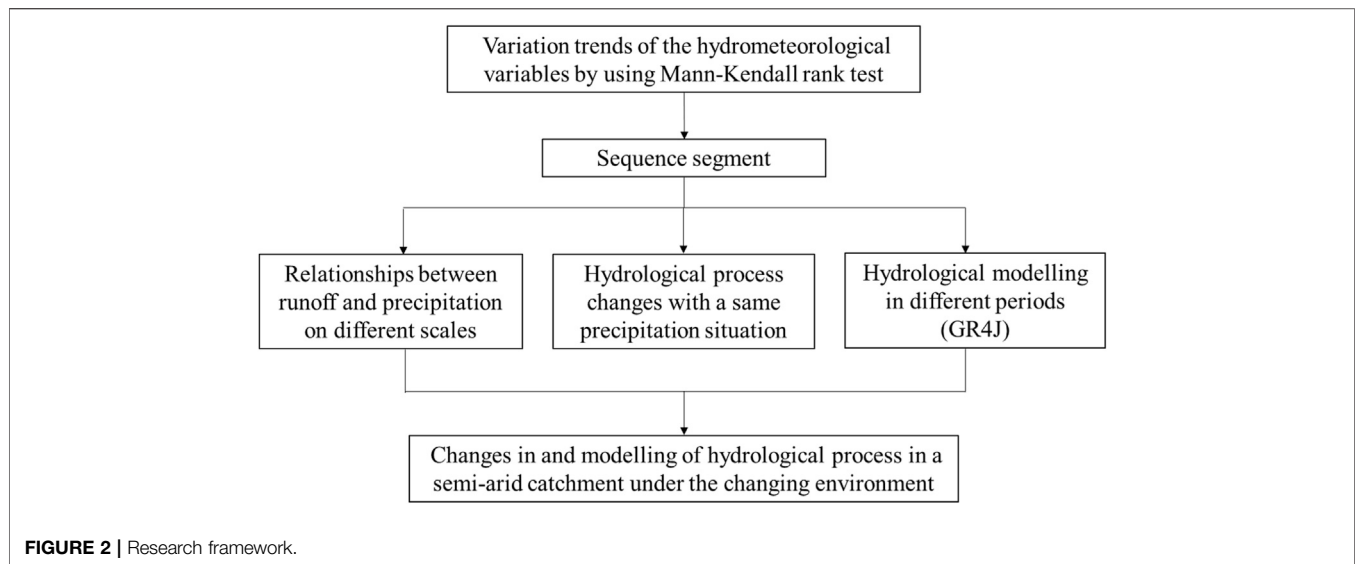 Variation trends of the hydrometeorological
variables by using Mann-Kendall rank test
Sequence segment
Relationships between
runoff and precipitation
on different scales
Hydrological process
changes with a same
precipitation situation
Hydrological modelling
in different periods
(GR4J)
Changes in and modelling of hydrological process in a
semi-arid catchment under the changing environment
FIGURE 2 | Research framework.